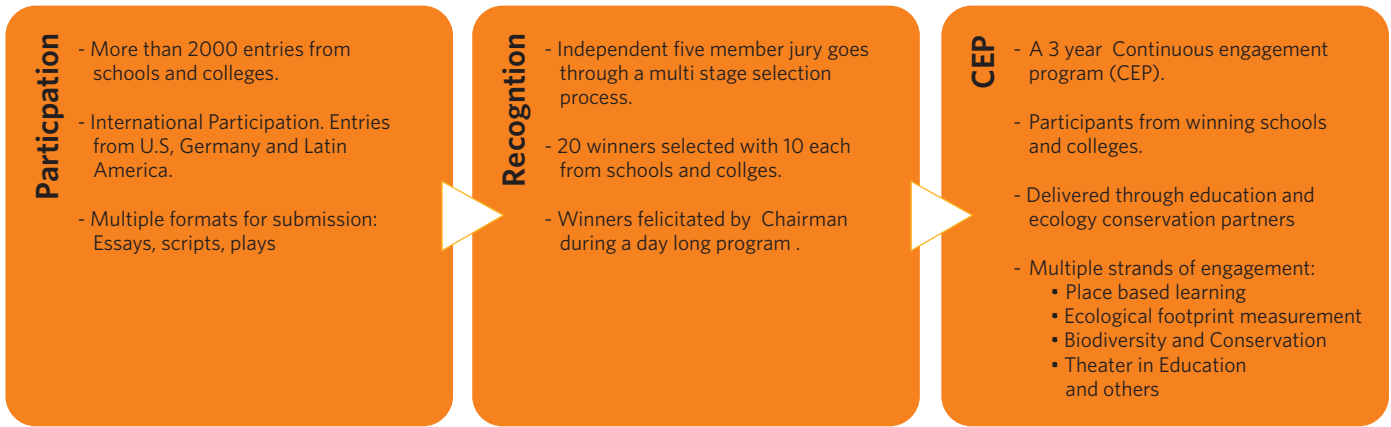 Particpation
- More than 2000 entries from
schools and colleges.
- International Participation. Entries
from U.S, Germany and Latin
America.
- Multiple formats for submission:
Essays, scripts, plays
Recogntion
- Independent five member jury goes
through a multi stage selection
process.
- 20 winners selected with 10 each
from schools and collges.
- Winners felicitated by Chairman
during a day long program .
CEP
- A 3 year Continuous engagement
program (CEP).
- Participants from winning schools
and colleges.
- Delivered through education and
ecology conservation partners
- Multiple strands of engagement:
• Place based learning
• Ecological footprint measurement
• Biodiversity and Conservation
• Theater in Education
and others